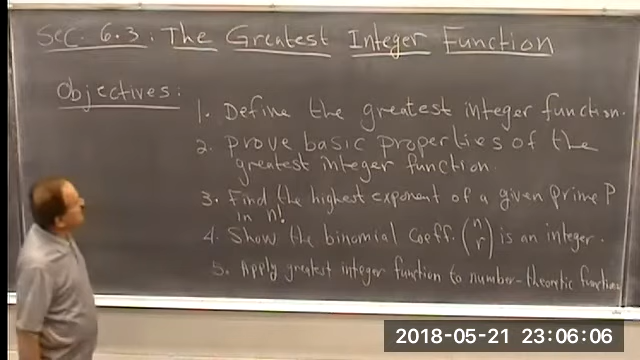 Sec. 6.3: The Greatest Integer Function
Objectives:
1. Define the greatest integer function.
2. Prove basic properties of the
greatest integer function.
3. Find the highest exponent of a given prime P
in n!
4. Show the binomial coeff. (n r) is an integer.
5. Apply greatest integer function to number-theoretic functions
2018-05-21 23:06:06